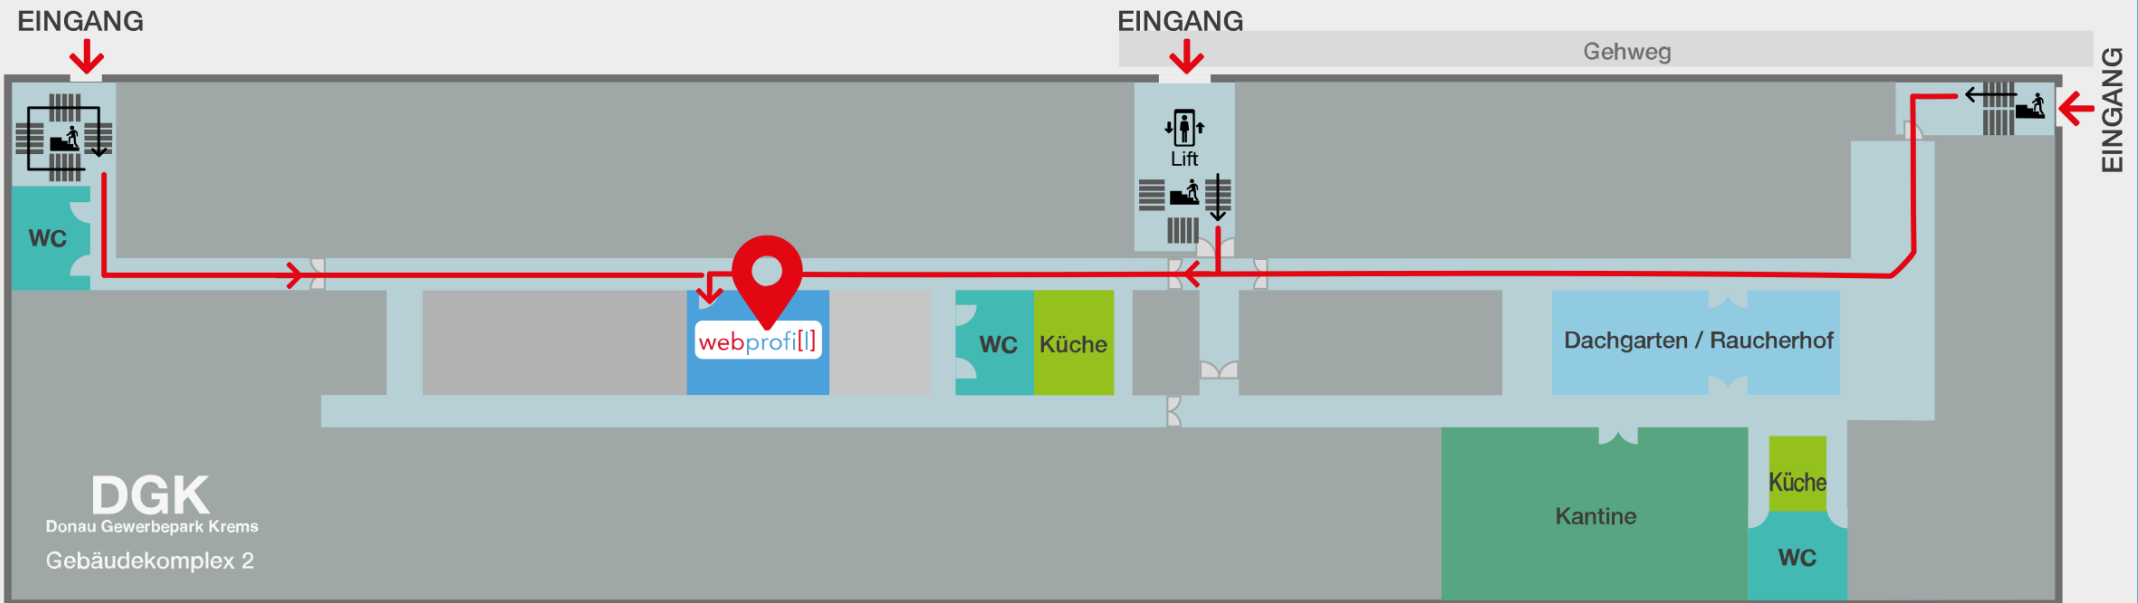 EINGANG
EINGANG
Gehweg
EINGANG
Lift
WC
webprofi[l]
WC
Küche
Dachgarten / Raucherhof
DGK
Donau Gewerbepark Krems
Gebäudekomplex 2
Kantine
Küche
WC